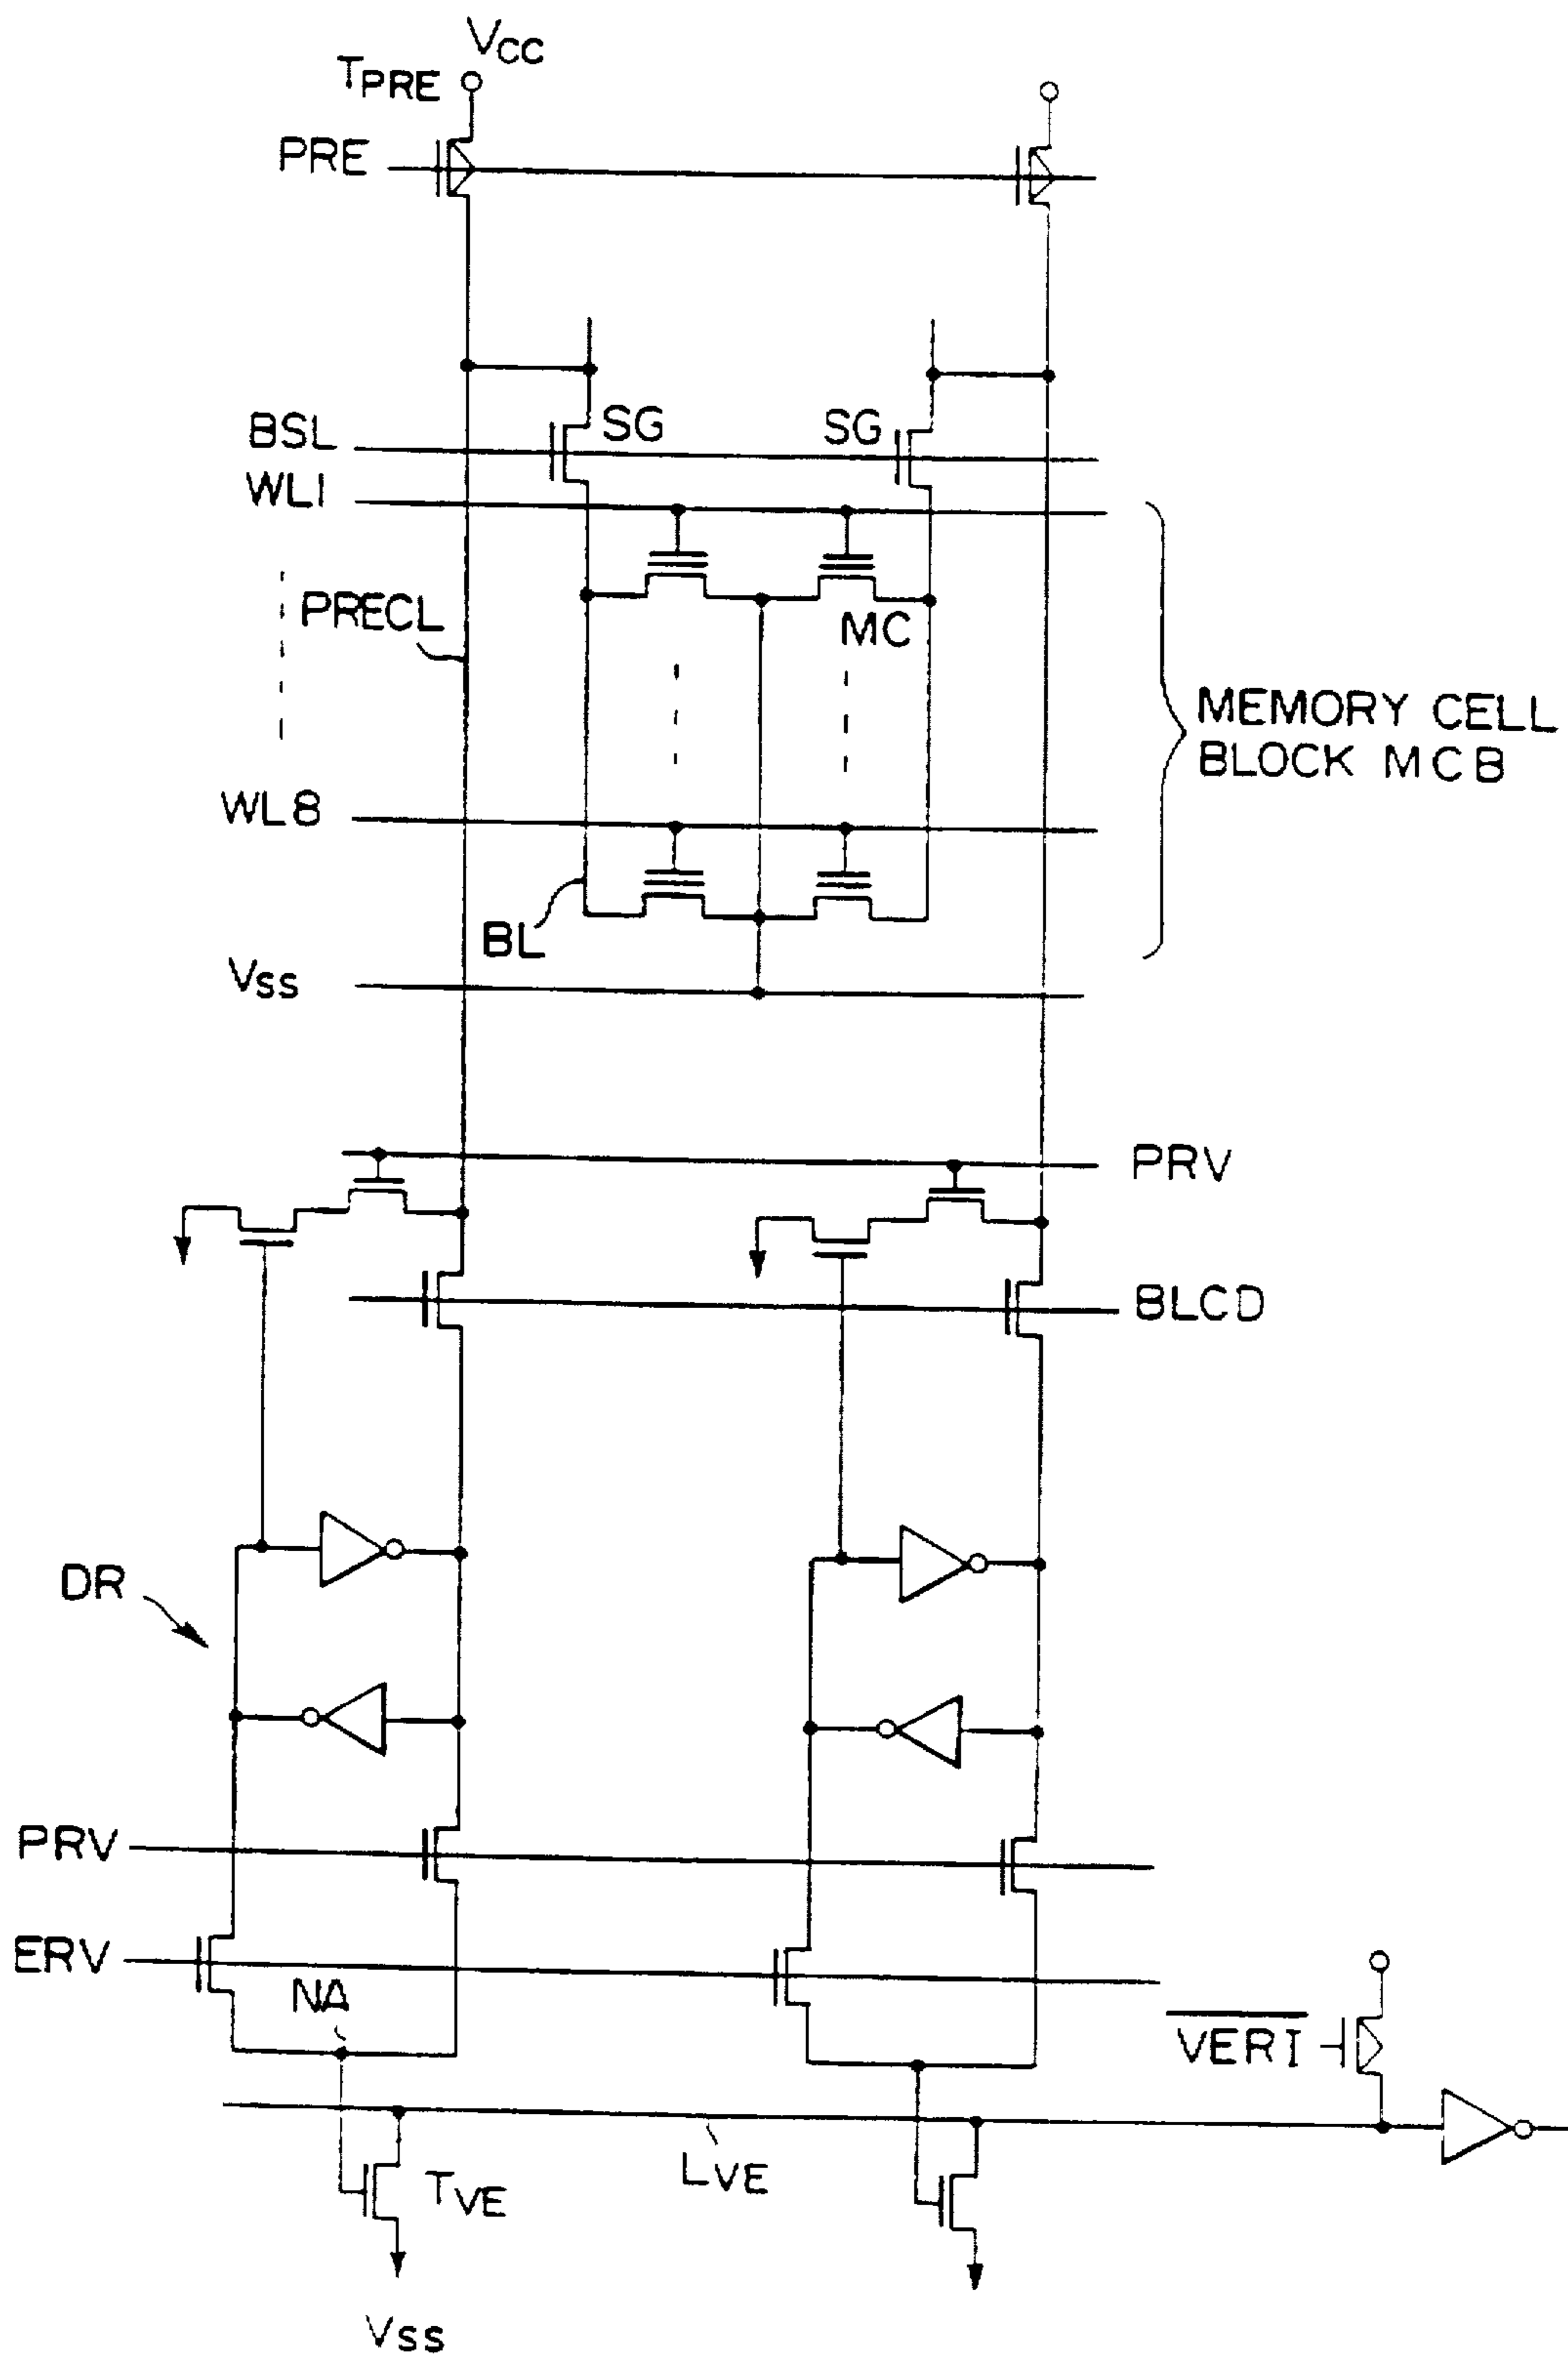 VCC
TPRE
PRE
BSL
SG
SG
WL1
PRECL
MC
MEMORY CELL
BLOCK MCB
WL8
BL
VSS
PRV
BLCD
DR
PRV
ERV
NA
VERI
LVE
TVE
VSS